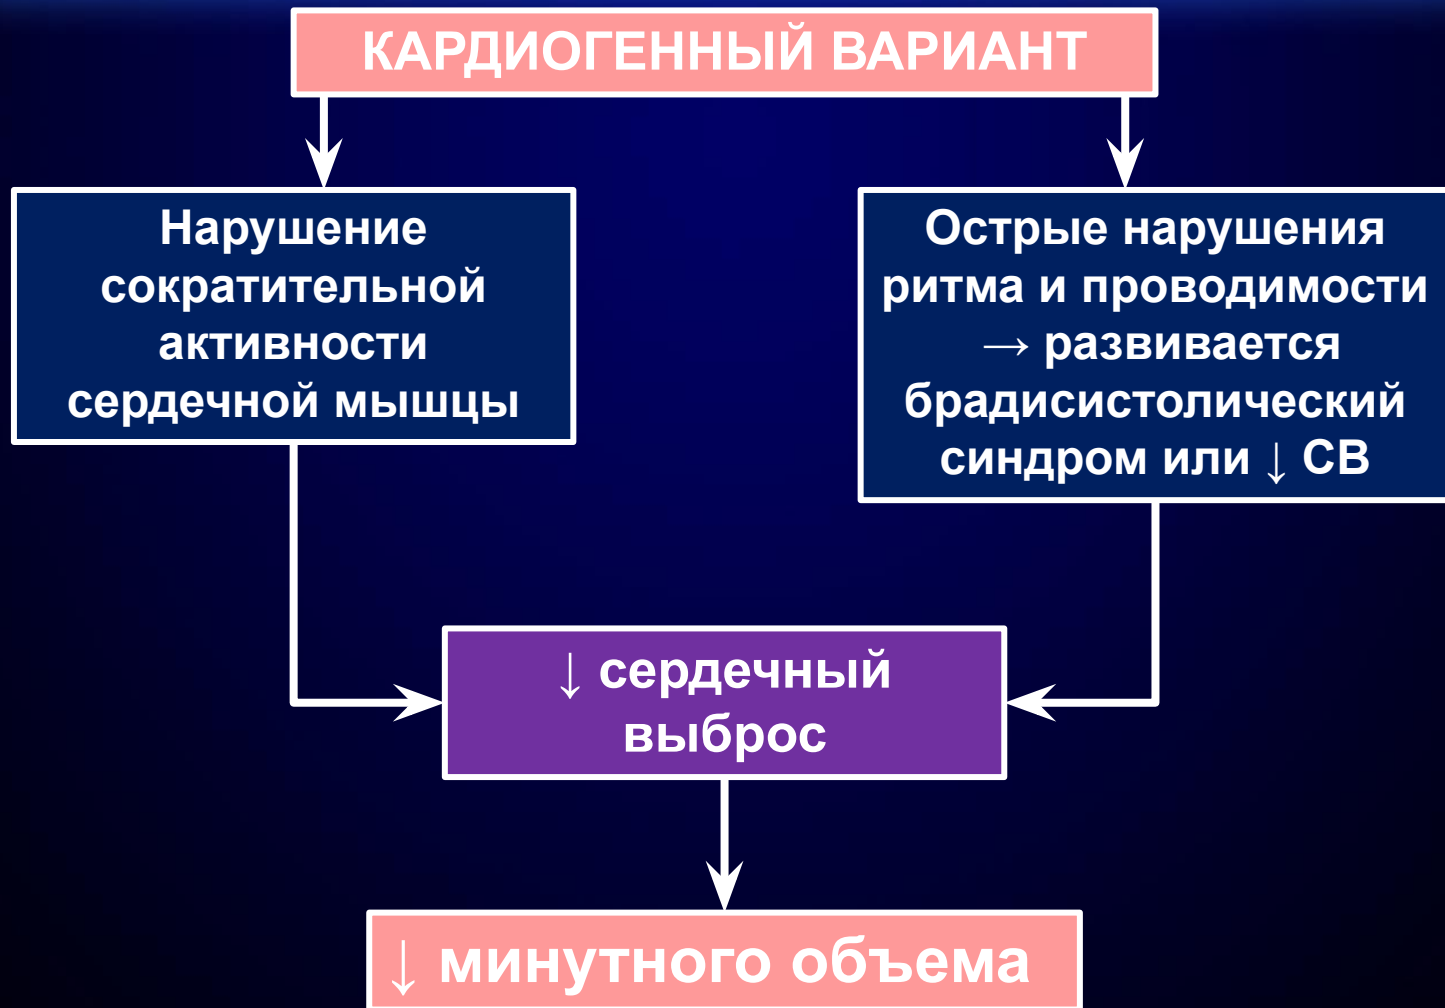 КАРДИОГЕННЫЙ ВАРИАНТ
Нарушение
сократительной
активности
сердечной мышцы
Острые нарушения
ритма и проводимости
→ развивается
брадисистолический
синдром или ↓ СВ
↓ сердечный
выброс
↓ минутного объема